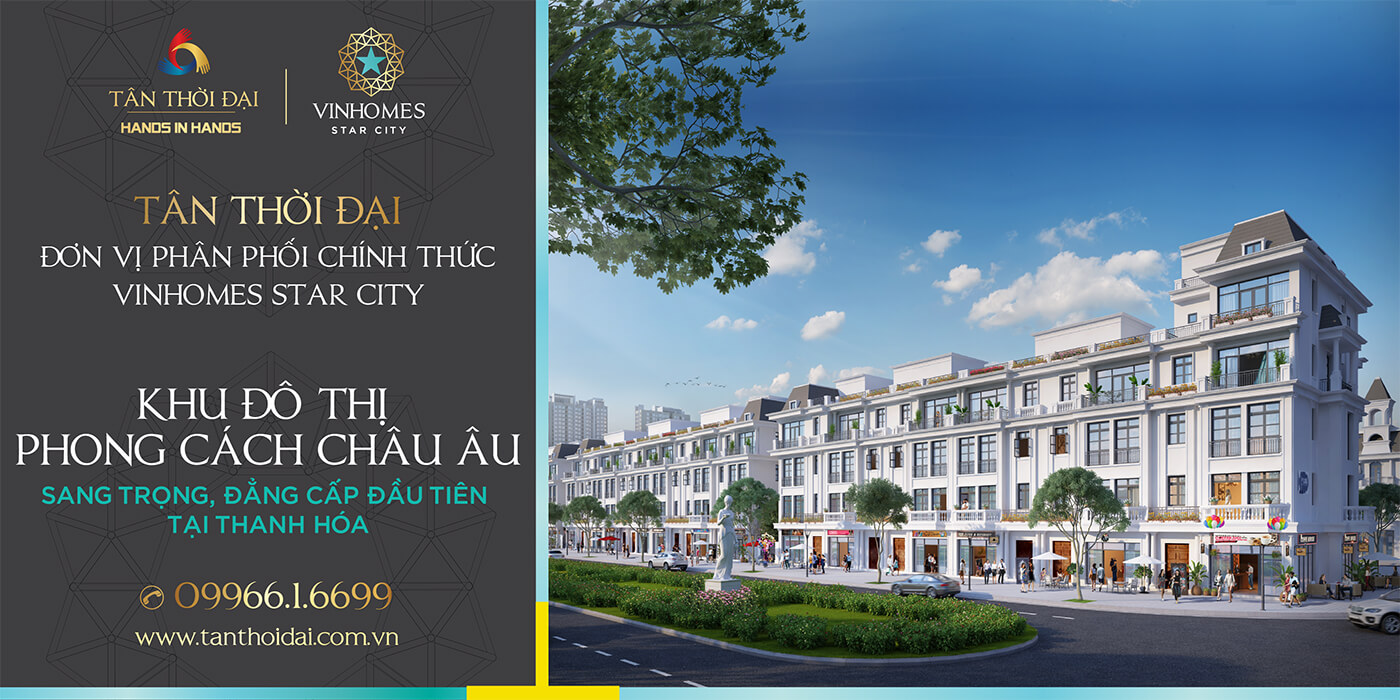 TÂN THỜI ĐẠI
HANDS IN HANDS
VINHOMES
STAR CITY
TÂN THỜI ĐẠI
ĐƠN VỊ PHÂN PHỐI CHÍNH THỨC
VINHOMES STAR CITY
KHU ĐÔ THỊ
PHONG CÁCH CHÂU ÂU
SANG TRỌNG, ĐẲNG CẤP ĐẦU TIÊN
TẠI THANH HÓA
09966.1.6699
www.tanthoidai.com.vn